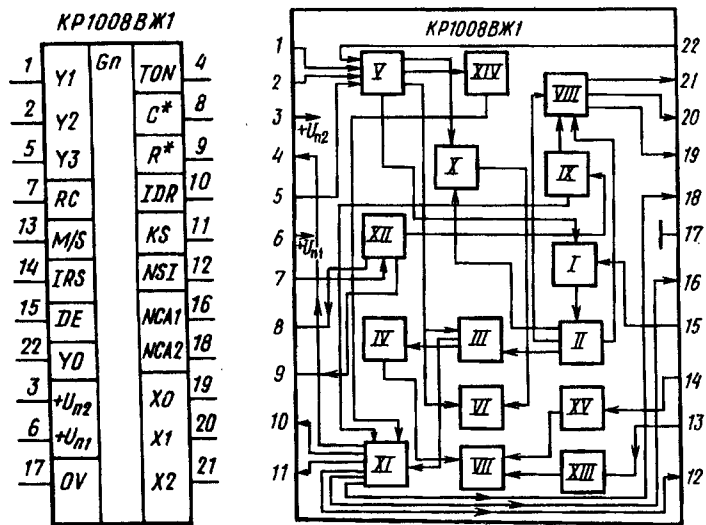 КР1008ВЖ1
1 Y1 Gn TON 4
2 Y2 C* 8
5 Y3 R* 9
7 RC IDR 10
13 M/S KS 11
14 IRS NSI 12
15 DE NCA1 16
22 Y0 NCA2 18
3 +Uп2 X0 19
6 +Uп1 X1 20
17 0V X2 21
КР1008ВЖ1
1
2
3
+Uп2
4
5
6
+Uп1
7
8
9
10
11
V
XIV
VIII
X
IX
XII
I
IV
III
II
VI
XV
XI
VII
XIII
22
21
20
19
18
17
16
15
14
13
12